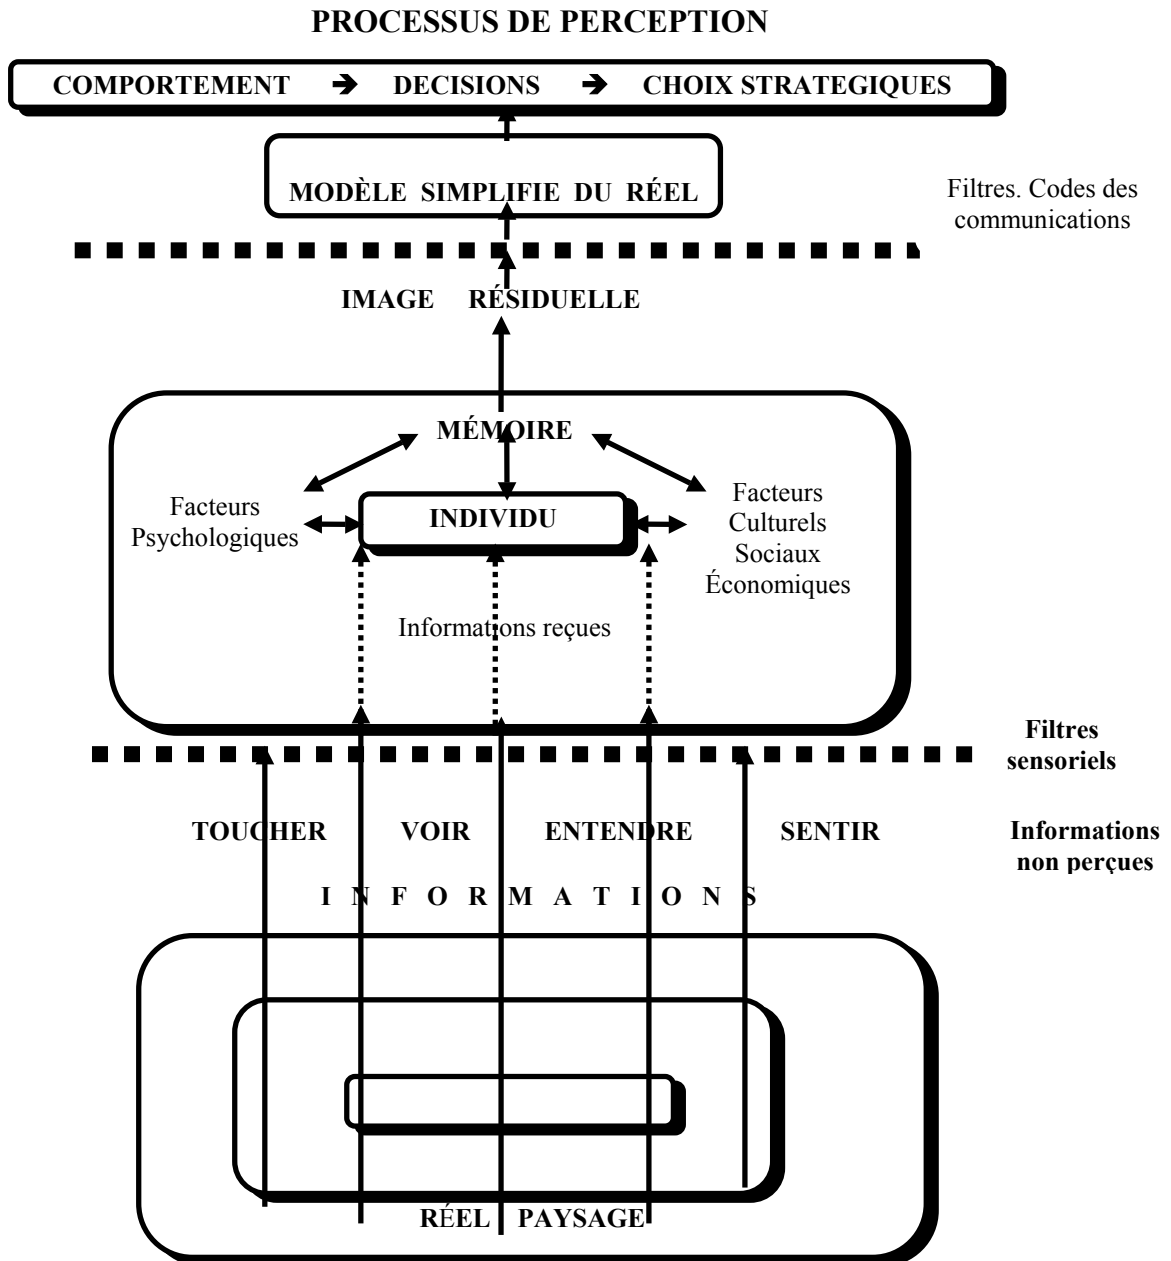 PROCESSUS DE PERCEPTION
COMPORTEMENT ➔ DECISIONS ➔ CHOIX STRATEGIQUES
MODÈLE SIMPLIFIE DU RÉEL
Filtres. Codes des
communications
IMAGE RÉSIDUELLE
MÉMOIRE
Facteurs
Psychologiques
INDIVIDU
Facteurs
Culturels
Sociaux
Économiques
Informations reçues
Filtres
sensoriels
TOUCHER VOIR ENTENDRE SENTIR
Informations
non perçues
I N F O R M A T I O N S
RÉEL PAYSAGE